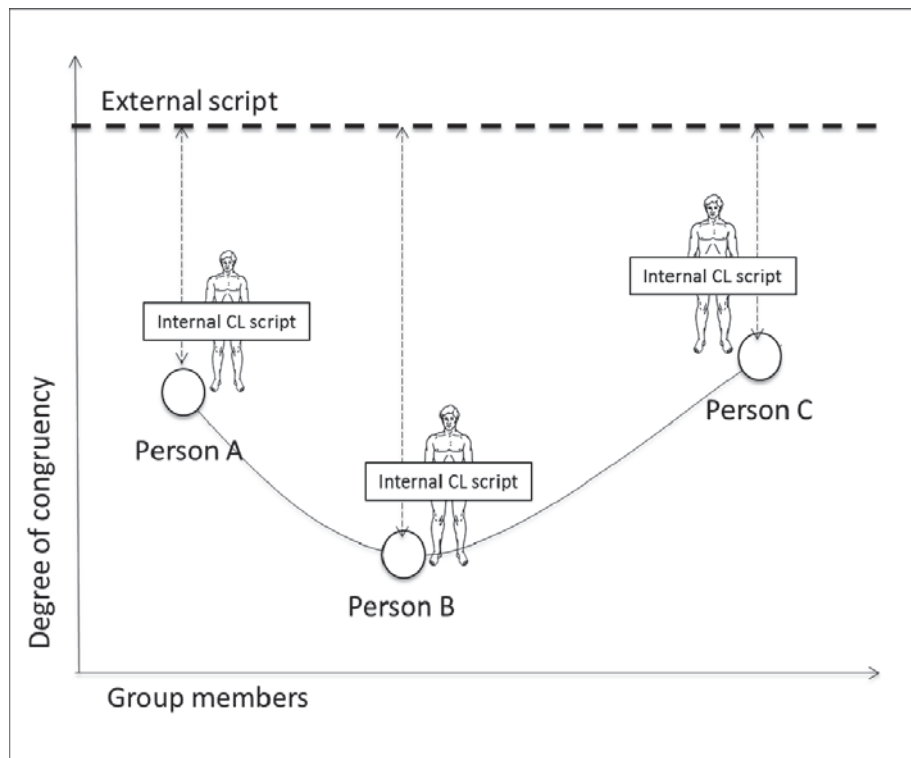 External script
Internal CL script
Internal CL script
Person C
Person A
Internal CL script
Person B
Degree of congruency
Group members